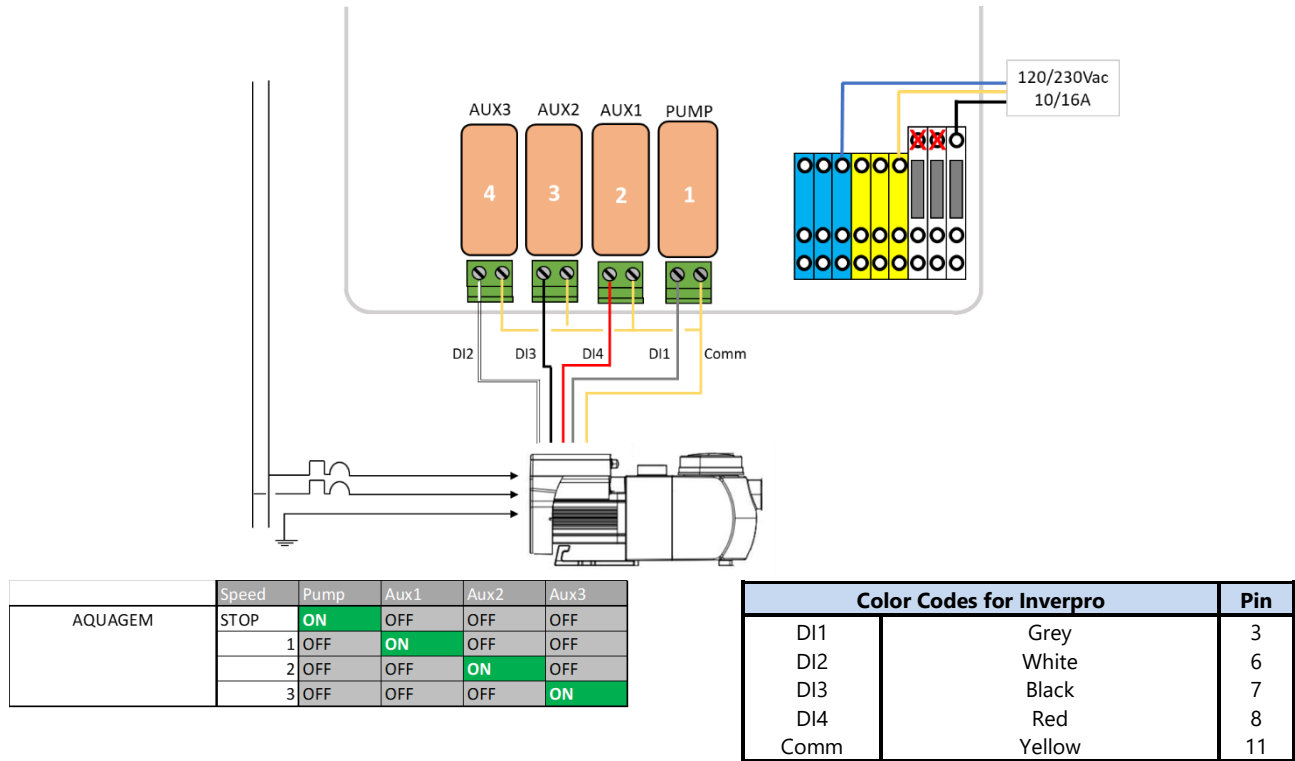 120/230Vac
10/16A
AUX3 AUX2 AUX1 PUMP
4 3 2 1
DI2 DI3 DI4 DI1 Comm
Speed Pump Aux1 Aux2 Aux3
AQUAGEM STOP ON OFF OFF OFF
1 OFF ON OFF OFF
2 OFF OFF ON OFF
3 OFF OFF OFF ON
Color Codes for Inverpro Pin
DI1 Grey 3
DI2 White 6
DI3 Black 7
DI4 Red 8
Comm Yellow 11